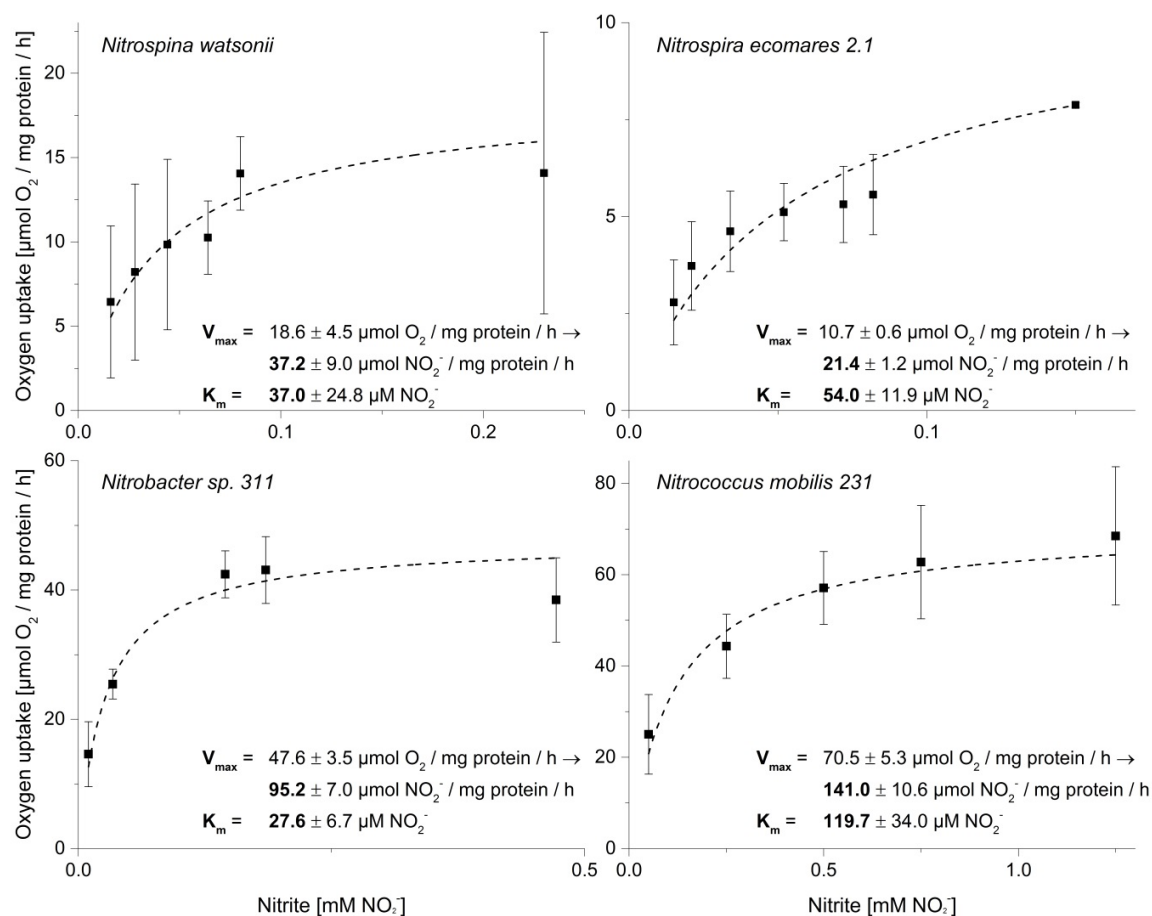 Nitrospina watsonii
Oxygen uptake [µmol O₂ / mg protein / h]
20
15
10
5
0
Vmax = 18.6 ± 4.5 µmol O₂ / mg protein / h →
37.2 ± 9.0 µmol NO₂⁻ / mg protein / h
Km = 37.0 ± 24.8 µM NO₂⁻
0.0 0.1 0.2
Nitrospira ecomares 2.1
10
5
0
Vmax = 10.7 ± 0.6 µmol O₂ / mg protein / h →
21.4 ± 1.2 µmol NO₂⁻ / mg protein / h
Km= 54.0 ± 11.9 µM NO₂⁻
0.0 0.1
Nitrobacter sp. 311
Oxygen uptake [µmol O₂ / mg protein / h]
60
40
20
0
Vmax = 47.6 ± 3.5 µmol O₂ / mg protein / h →
95.2 ± 7.0 µmol NO₂⁻ / mg protein / h
Km = 27.6 ± 6.7 µM NO₂⁻
0.0 0.5
Nitrite [mM NO₂⁻]
Nitrococcus mobilis 231
80
60
40
20
0
Vmax = 70.5 ± 5.3 µmol O₂ / mg protein / h →
141.0 ± 10.6 µmol NO₂⁻ / mg protein / h
Km = 119.7 ± 34.0 µM NO₂⁻
0.0 0.5 1.0
Nitrite [mM NO₂⁻]